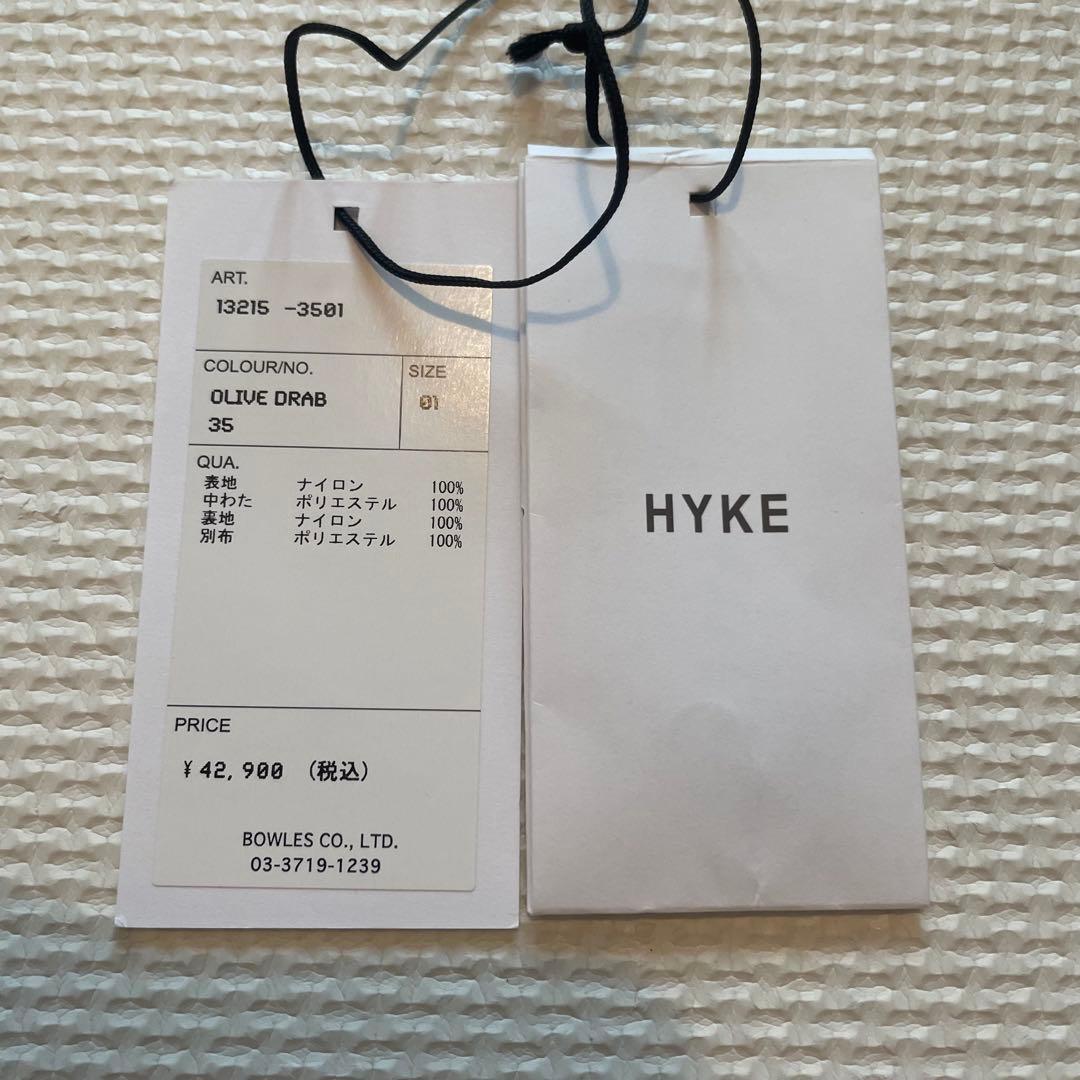 ART.
13215 -3501
COLOUR/NO.
SIZE
OLIVE DRAB
01
35
QUA.
表地 ナイロン 100%
中わた ポリエステル 100%
裏地 ナイロン 100%
別布 ポリエステル 100%
PRICE
¥42,900 (税込)
BOWLES CO., LTD.
03-3719-1239
HYKE